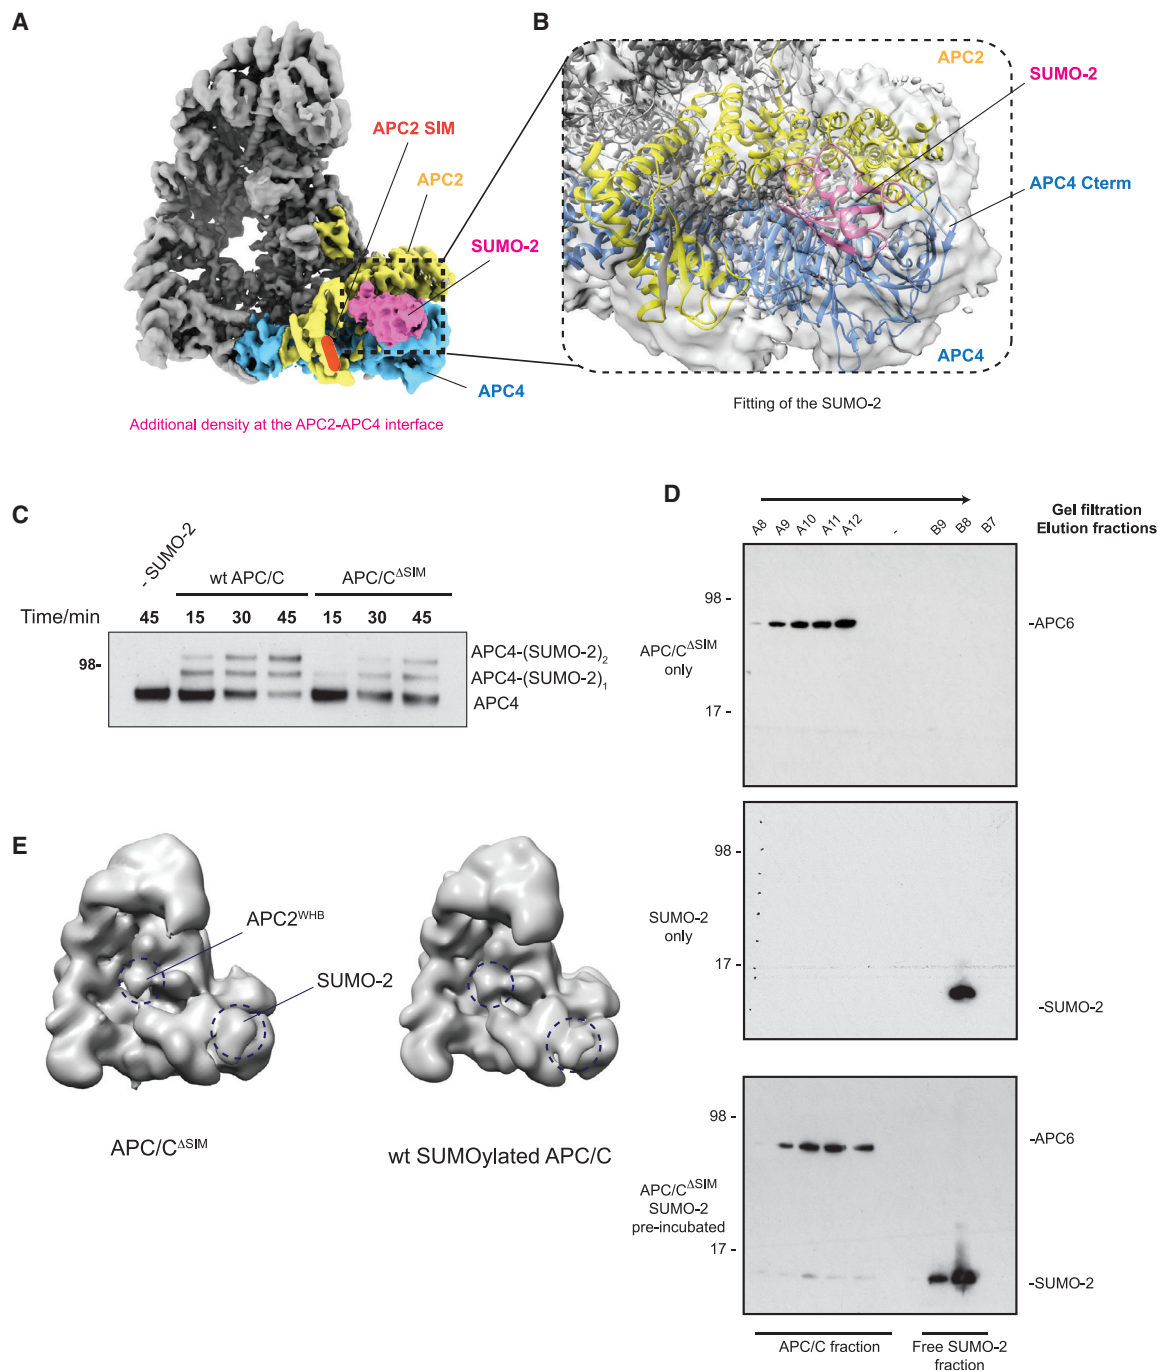 A
APC2 SIM
APC2
SUMO-2
APC4
Additional density at the APC2-APC4 interface
B
APC2
SUMO-2
APC4 Cterm
APC4
Fitting of the SUMO-2
C
- SUMO-2
wt APC/C
APC/CΔSIM
Time/min
45 15 30 45 15 30 45
98-
APC4-(SUMO-2)2
APC4-(SUMO-2)1
APC4
D
Gel filtration
Elution fractions
A8 A9 A10 A11 A12 - B9 B8 B7
98 -
17 -
APC/CΔSIM
only
-APC6
98 -
17 -
SUMO-2
only
-SUMO-2
98 -
17 -
APC/CΔSIM
SUMO-2
pre-incubated
-APC6
-SUMO-2
APC/C fraction
Free SUMO-2
fraction
E
APC2WHB
SUMO-2
APC/CΔSIM
wt SUMOylated APC/C